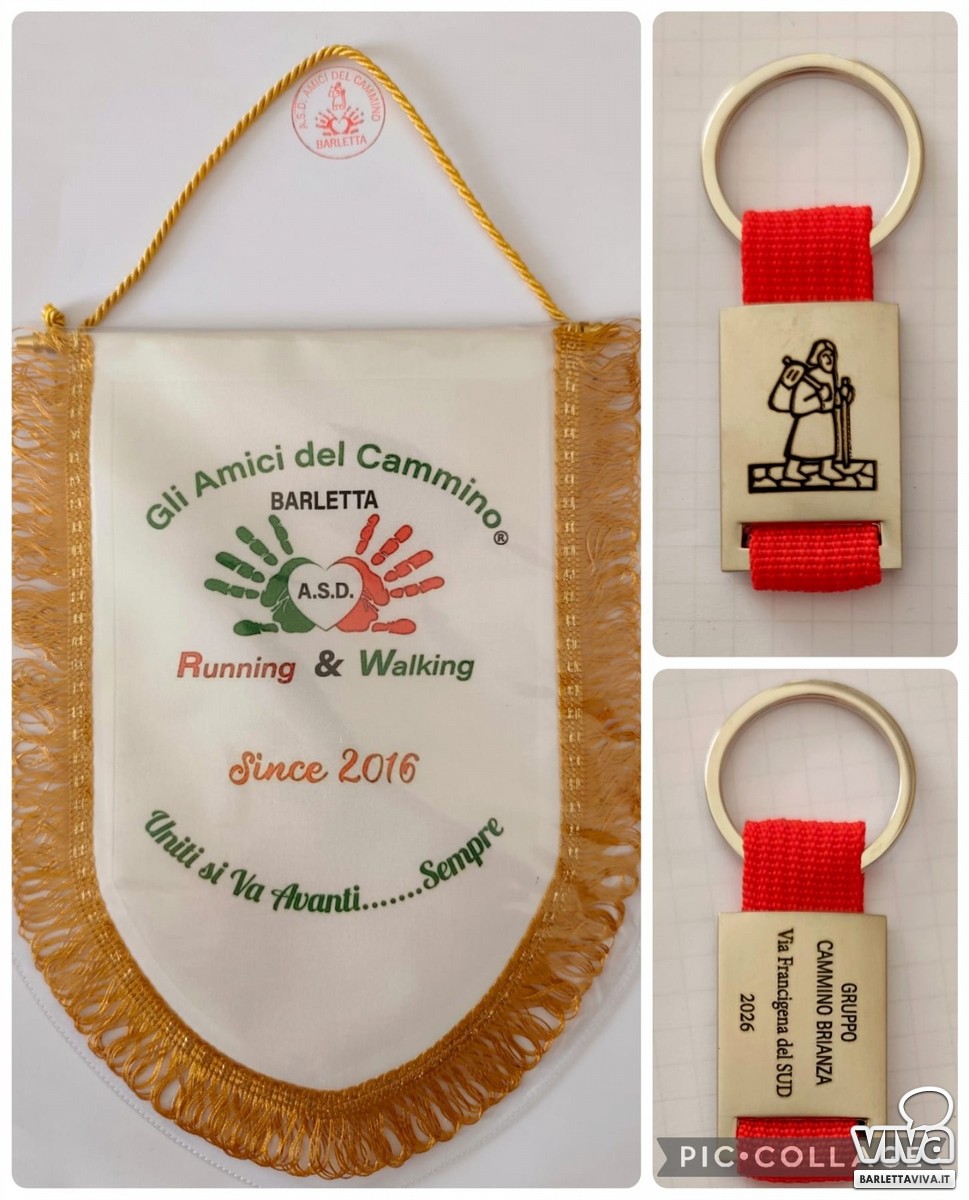 A.S.D. AMICI DEL CAMMINO
BARLETTA
Gli Amici del Cammino®
BARLETTA
A.S.D.
Running & Walking
Since 2016
Uniti si Va Avanti.......Sempre
GRUPPO
CAMMINO BRIANZA
Via Francigena del SUD
2026
PIC•COLLAGE
viva
BARLETTAVIVA.IT